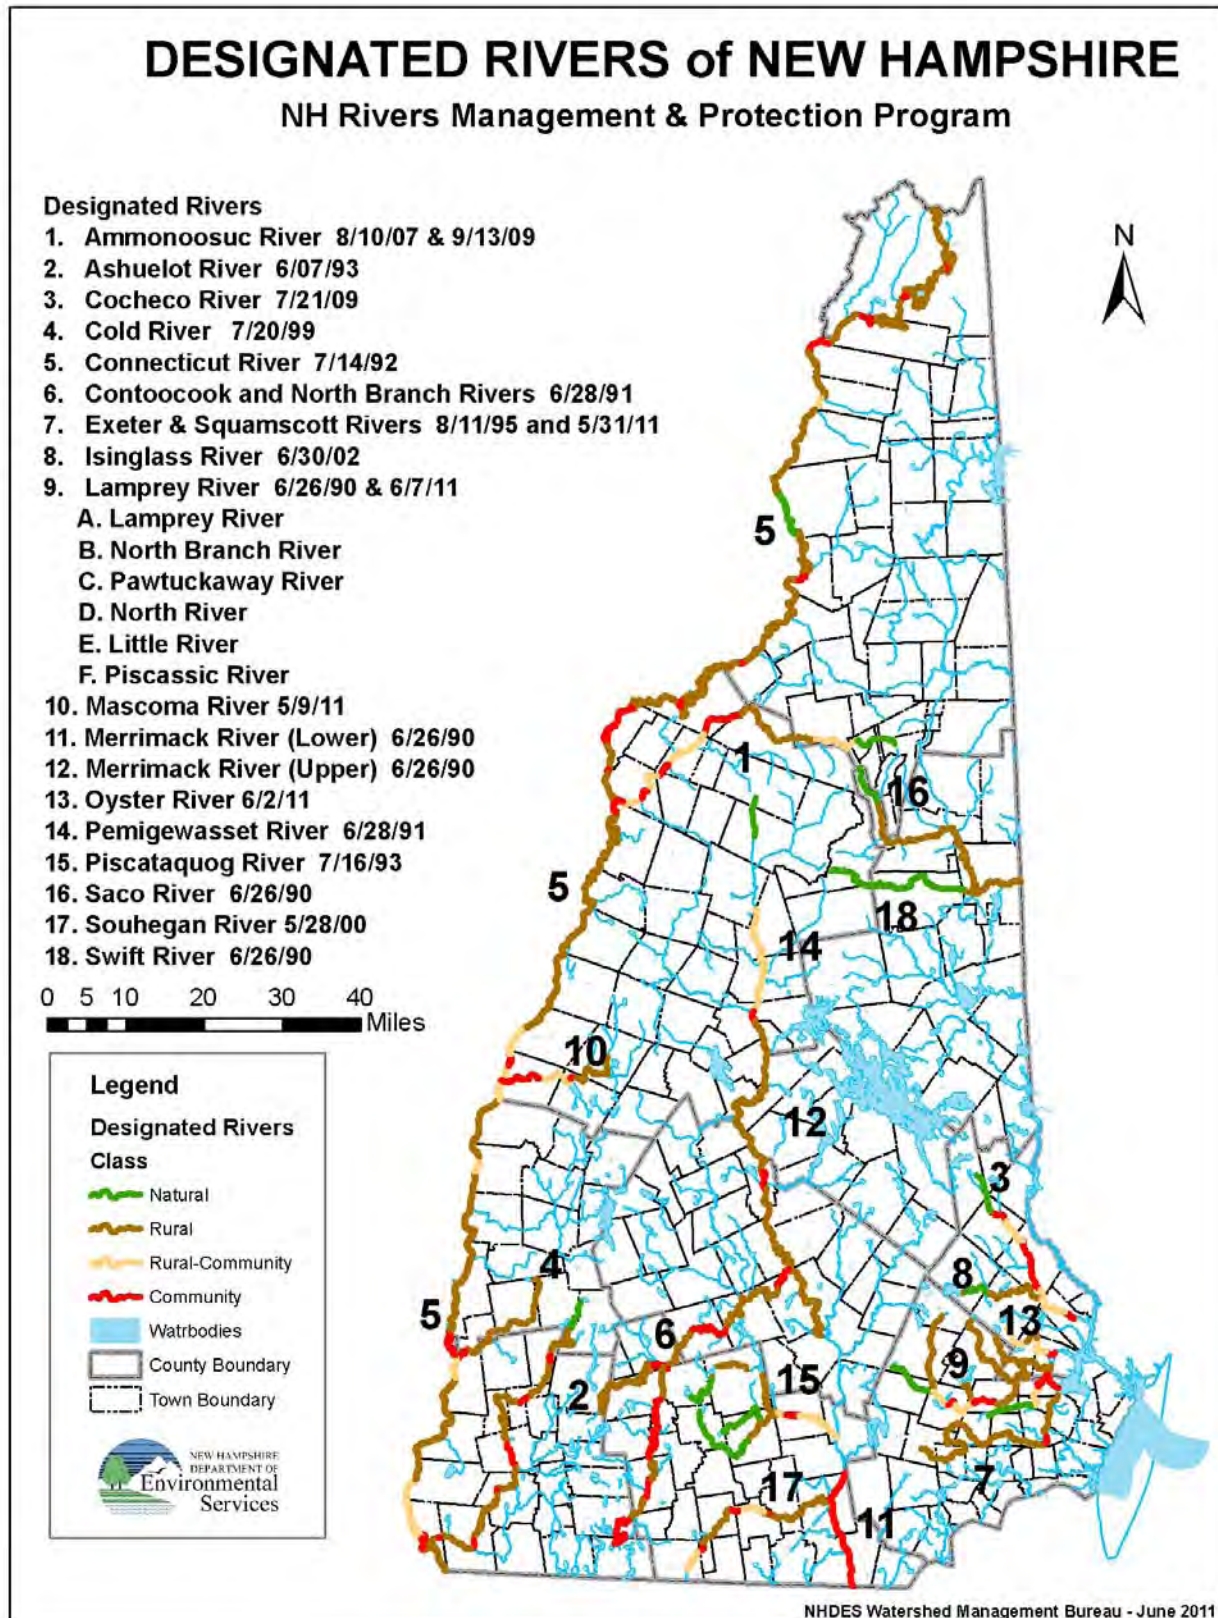 DESIGNATED RIVERS of NEW HAMPSHIRE
NH Rivers Management & Protection Program
Designated Rivers
1. Ammonoosuc River 8/10/07 & 9/13/09
2. Ashuelot River 6/07/93
3. Cocheco River 7/21/09
4. Cold River 7/20/99
5. Connecticut River 7/14/92
6. Contoocook and North Branch Rivers 6/28/91
7. Exeter & Squamscott Rivers 8/11/95 and 5/31/11
8. Isinglass River 6/30/02
9. Lamprey River 6/26/90 & 6/7/11
A. Lamprey River
B. North Branch River
C. Pawtuckaway River
D. North River
E. Little River
F. Piscassic River
10. Mascoma River 5/9/11
11. Merrimack River (Lower) 6/26/90
12. Merrimack River (Upper) 6/26/90
13. Oyster River 6/2/11
14. Pemigewasset River 6/28/91
15. Piscataquog River 7/16/93
16. Saco River 6/26/90
17. Souhegan River 5/28/00
18. Swift River 6/26/90
0 5 10 20 30 40
Miles
Legend
Designated Rivers
Class
Natural
Rural
Rural-Community
Community
Watrbodies
County Boundary
Town Boundary
NEW HAMPSHIRE
DEPARTMENT OF
Environmental
Services
N
5
1
16
5
18
14
10
12
3
4
8
5
13
6
9
15
2
7
17
11
NHDES Watershed Management Bureau - June 2011